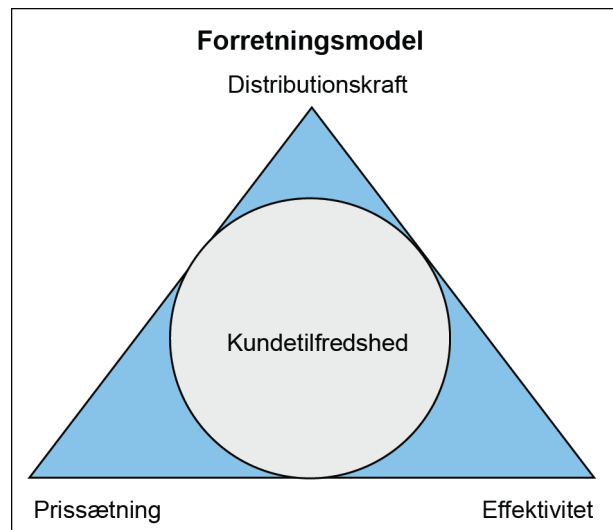 Forretningsmodel
Distributionskraft
Kundetilfredshed
Prissætning
Effektivitet